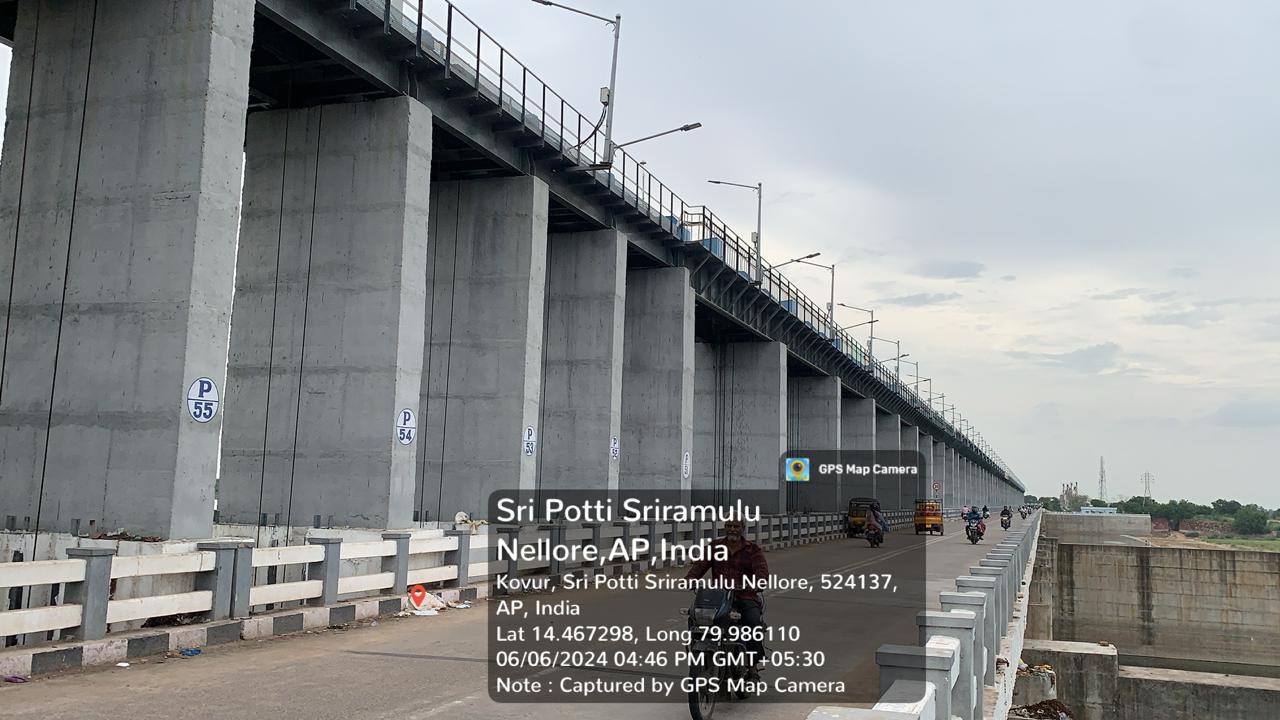 P
55
P
54
P
53
GPS Map Camera
Sri Potti Sriramulu
Nellore,AP,India
Kovur, Sri Potti Sriramulu Nellore, 524137,
AP, India
Lat 14.467298, Long 79.986110
06/06/2024 04:46 PM GMT+05:30
Note : Captured by GPS Map Camera